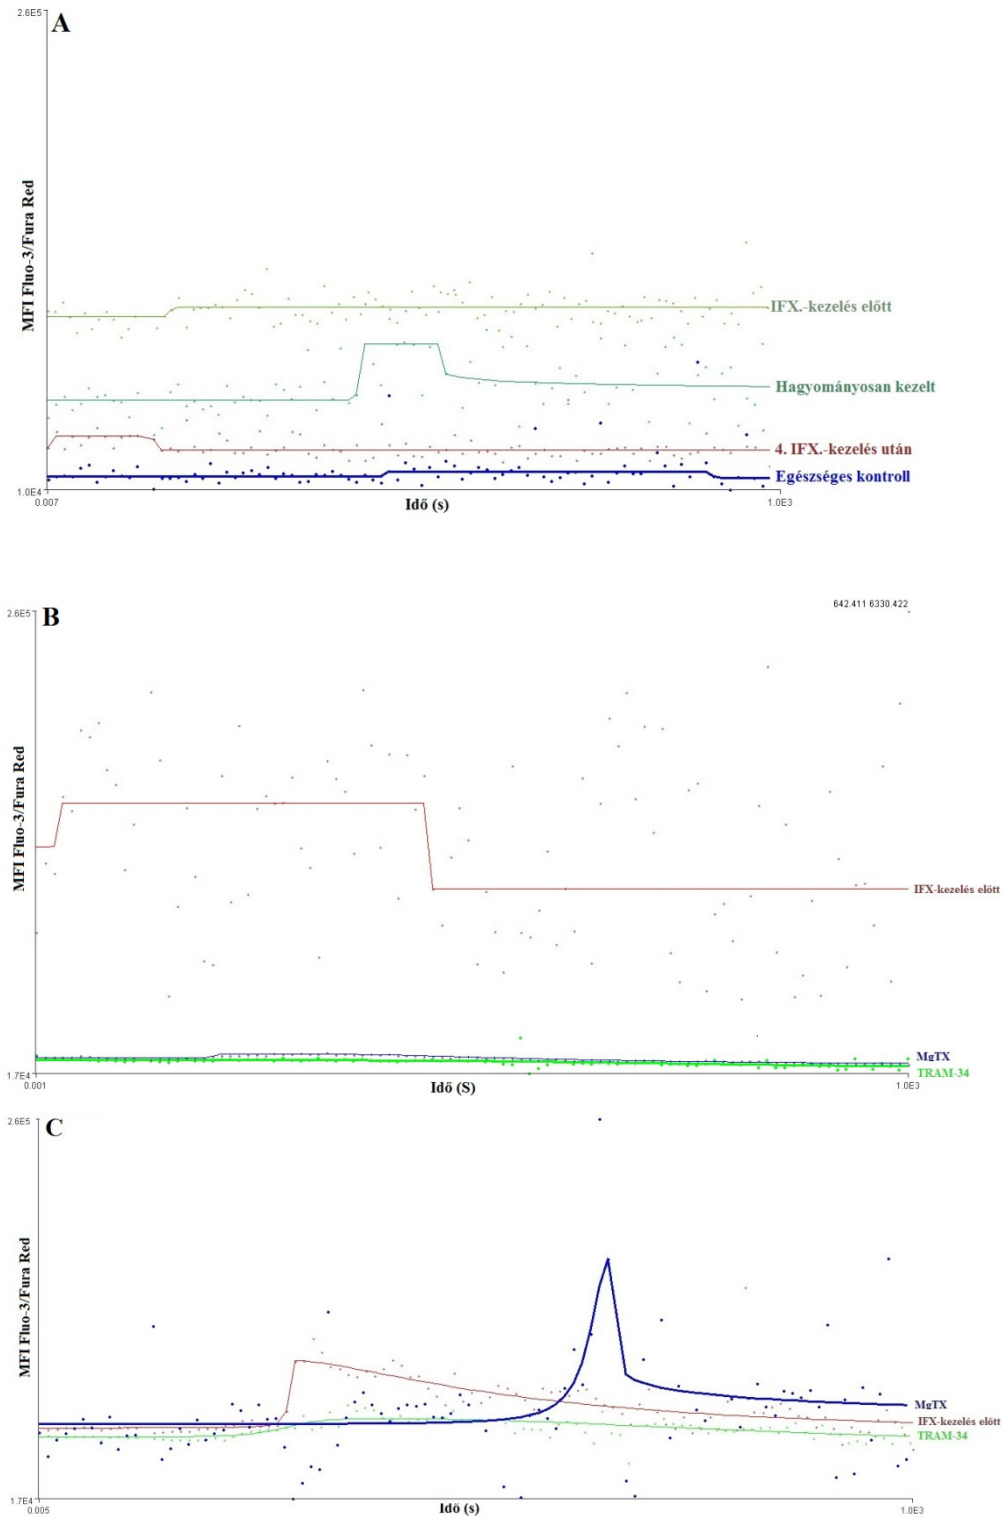 2.6E5
A
MFI Fluo-3/Fura Red
IFX.-kezelés előtt
Hagyományosan kezelt
4. IFX.-kezelés után
Egészséges kontroll
1.0E4
0.007
Idő (s)
1.0E3
2.6E5
B
642.411 6330.422
MFI Fluo-3/Fura Red
IFX-kezelés előtt
MgTX
TRAM-34
1.7E4
0.001
Idő (S)
1.0E3
2.6E5
C
MFI Fluo-3/Fura Red
MgTX
IFX-kezelés előtt
TRAM-34
1.7E4
0.005
Idő (s)
1.0E3